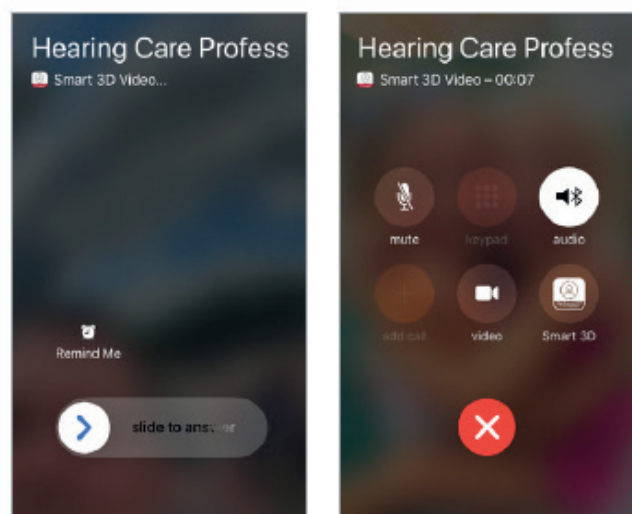 Hearing Care Profess
Smart 3D Video...
Remind Me
slide to answer
Hearing Care Profess
Smart 3D Video – 00:07
mute
keypad
audio
add call
video
Smart 3D